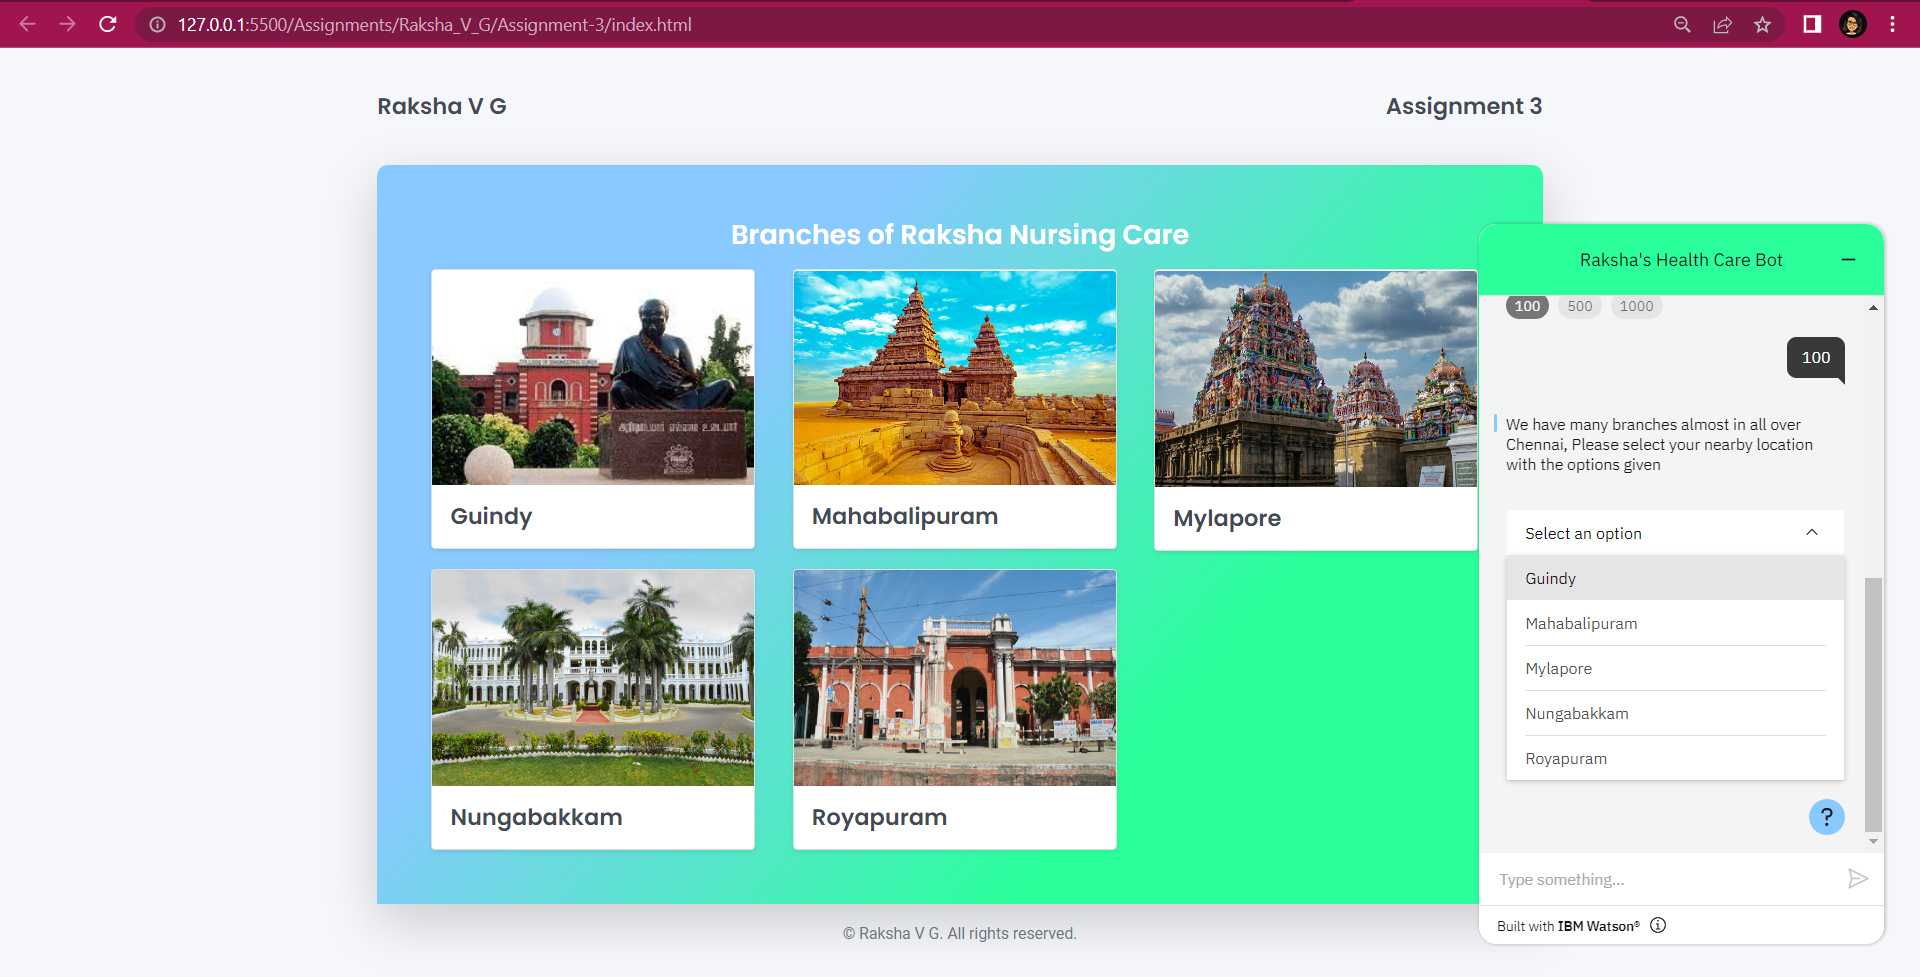 127.0.0.1:5500/Assignments/Raksha_V_G/Assignment-3/index.html
Raksha V G
Assignment 3
Branches of Raksha Nursing Care
Guindy
Mahabalipuram
Mylapore
Nungabakkam
Royapuram
© Raksha V G. All rights reserved.
Raksha's Health Care Bot
100 500 1000
100
We have many branches almost in all over
Chennai, Please select your nearby location
with the options given
Select an option
Guindy
Mahabalipuram
Mylapore
Nungabakkam
Royapuram
?
Type something...
Built with IBM Watson®